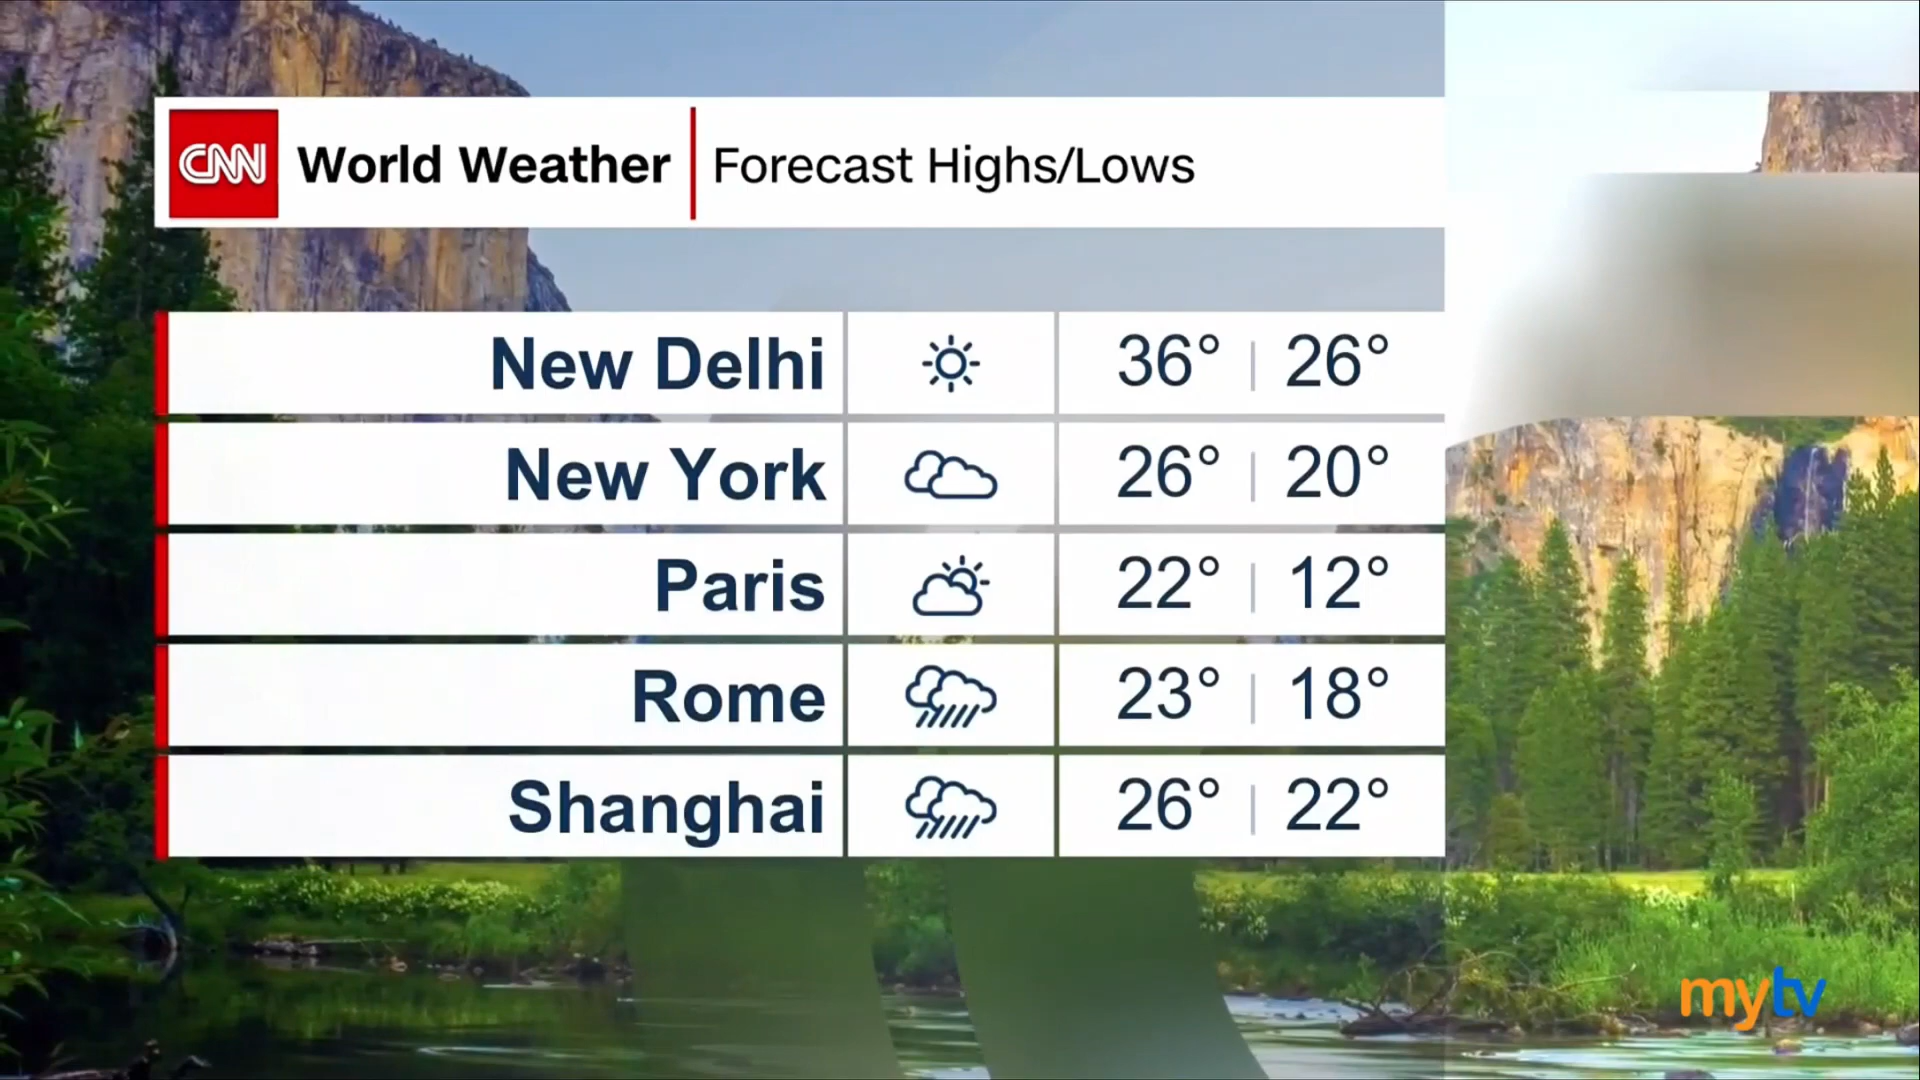 CNN World Weather | Forecast Highs/Lows
New Delhi 36° | 26°
New York 26° | 20°
Paris 22° | 12°
Rome 23° | 18°
Shanghai 26° | 22°
mytv